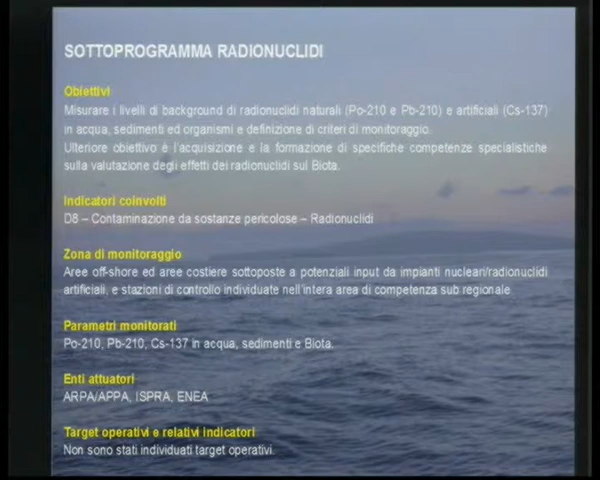 SOTTOPROGRAMMA RADIONUCLIDI
Obiettivi
Misurare i livelli di background di radionuclidi naturali (Po-210 e Pb-210) e artificiali (Cs-137)
in acqua, sedimenti ed organismi e definizione di criteri di monitoraggio.
Ulteriore obiettivo è l'acquisizione e la formazione di specifiche competenze specialistiche
sulla valutazione degli effetti dei radionuclidi sul Biota.
Indicatori coinvolti
D8 – Contaminazione da sostanze pericolose – Radionuclidi
Zona di monitoraggio
Aree off-shore ed aree costiere sottoposte a potenziali input da impianti nucleari/radionuclidi
artificiali, e stazioni di controllo individuate nell'intera area di competenza sub regionale
Parametri monitorati
Po-210, Pb-210, Cs-137 in acqua, sedimenti e Biota.
Enti attuatori
ARPA/APPA, ISPRA, ENEA
Target operativi e relativi indicatori
Non sono stati individuati target operativi.